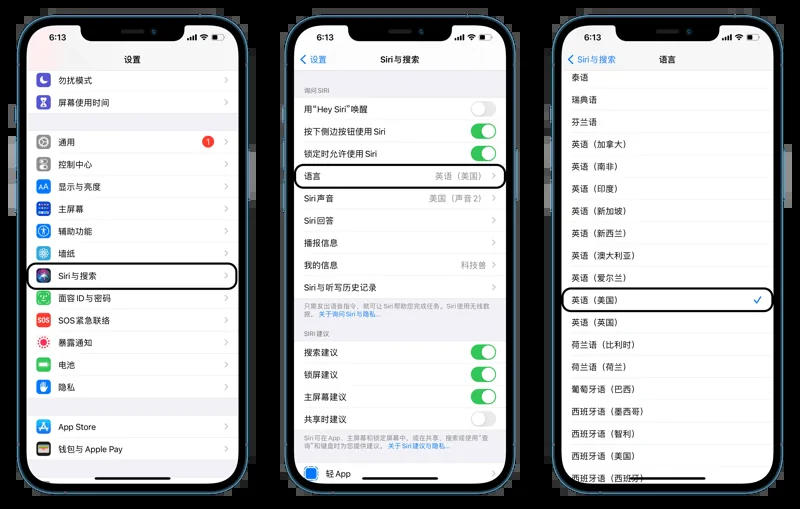 6:13
设置
勿扰模式
屏幕使用时间
通用 1
控制中心
AA 显示与亮度
主屏幕
辅助功能
墙纸
Siri与搜索
面容ID与密码
SOS SOS紧急联络
暴露通知
电池
隐私
App Store
钱包与Apple Pay
6:13
设置 Siri与搜索
询问SIRI
用“Hey Siri”唤醒
按下侧边按钮使用Siri
锁定时允许使用Siri
语言 英语（美国）
Siri声音 美国（声音2）
Siri回答
播报信息
我的信息 科技兽
Siri与听写历史记录
只需发出语音指令，就可让Siri帮助您完成任务。Siri使用无线数
据。关于询问Siri与隐私...
SIRI建议
搜索建议
锁屏建议
主屏幕建议
共享时建议
Siri可在App、主屏幕和锁定屏幕中，或在共享、搜索或使用“查
询”和键盘时为您提供建议。关于Siri建议与隐私...
轻App
6:13
Siri与搜索 语言
泰语
瑞典语
芬兰语
英语（加拿大）
英语（南非）
英语（印度）
英语（新加坡）
英语（新西兰）
英语（澳大利亚）
英语（爱尔兰）
英语（美国）
英语（英国）
荷兰语（比利时）
荷兰语（荷兰）
葡萄牙语（巴西）
西班牙语（墨西哥）
西班牙语（智利）
西班牙语（美国）
西班牙语（西班牙）